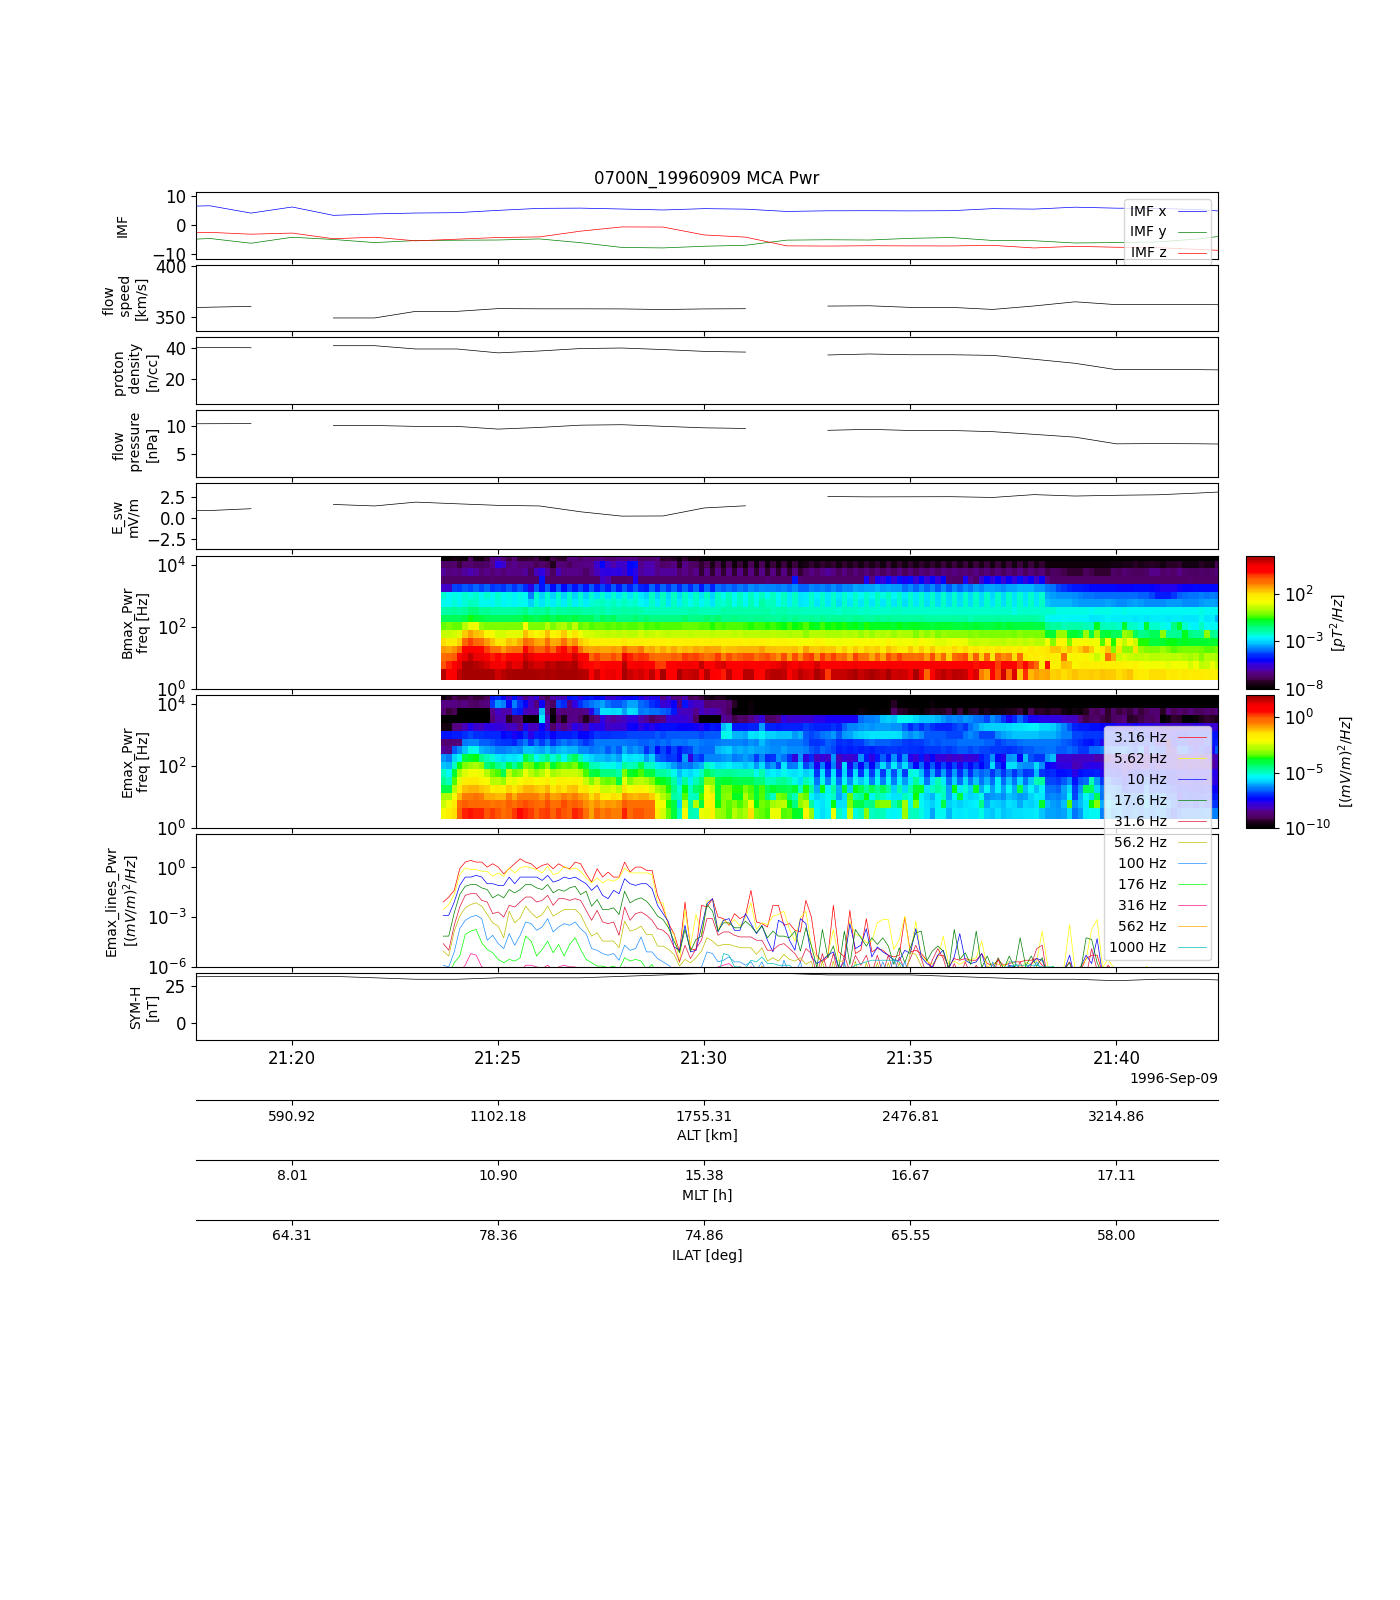 0700N_19960909 MCA Pwr
IMF
10
0
−10
IMF x
IMF y
IMF z
flow
speed
[km/s]
400
350
proton
density
[n/cc]
40
20
flow
pressure
[nPa]
10
5
E_sw
mV/m
2.5
0.0
−2.5
Bmax_Pwr
freq [Hz]
10^4
10^2
10^0
10^2
10^−3
10^−8
[pT^2/Hz]
Emax_Pwr
freq [Hz]
10^4
10^2
10^0
10^0
10^−5
10^−10
[(mV/m)^2/Hz]
3.16 Hz
5.62 Hz
10 Hz
17.6 Hz
31.6 Hz
56.2 Hz
100 Hz
176 Hz
316 Hz
562 Hz
1000 Hz
Emax_lines_Pwr
[(mV/m)^2/Hz]
10^0
10^−3
10^−6
SYM-H
[nT]
25
0
21:20 21:25 21:30 21:35 21:40
1996-Sep-09
590.92 1102.18 1755.31 2476.81 3214.86
ALT [km]
8.01 10.90 15.38 16.67 17.11
MLT [h]
64.31 78.36 74.86 65.55 58.00
ILAT [deg]